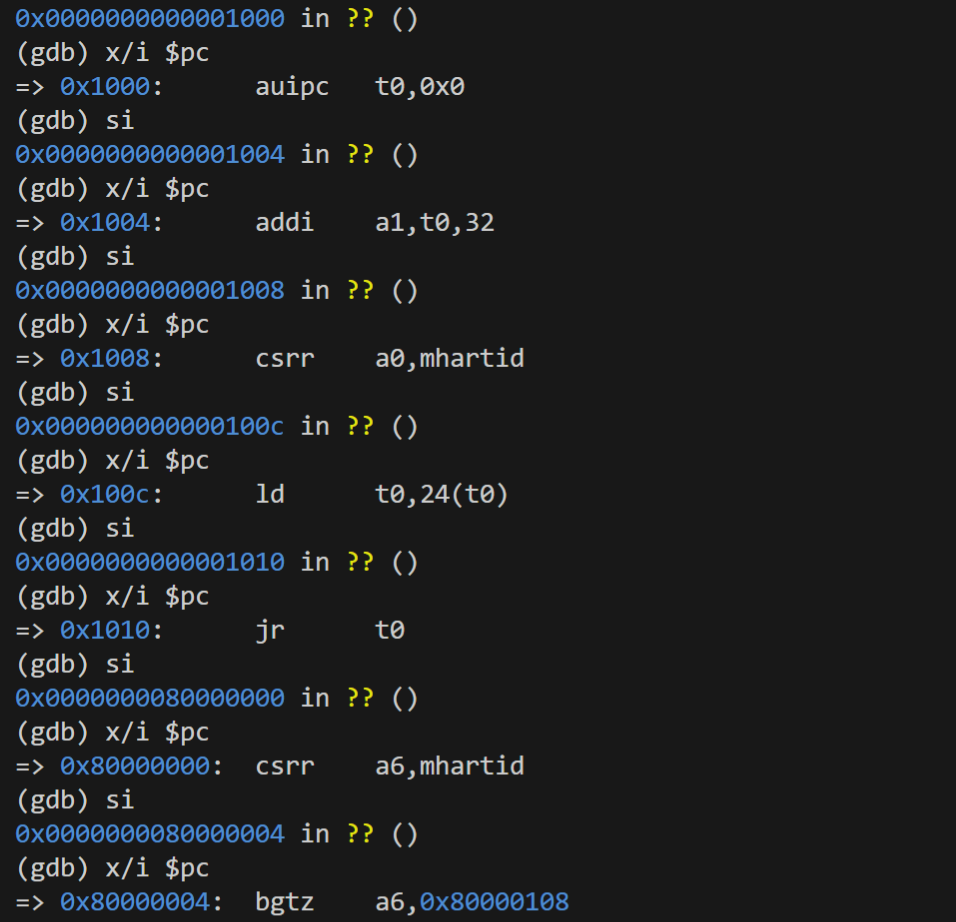 0x0000000000001000 in ?? ()
(gdb) x/i $pc
=> 0x1000:      auipc   t0,0x0
(gdb) si
0x0000000000001004 in ?? ()
(gdb) x/i $pc
=> 0x1004:      addi    a1,t0,32
(gdb) si
0x0000000000001008 in ?? ()
(gdb) x/i $pc
=> 0x1008:      csrr    a0,mhartid
(gdb) si
0x000000000000100c in ?? ()
(gdb) x/i $pc
=> 0x100c:      ld      t0,24(t0)
(gdb) si
0x0000000000001010 in ?? ()
(gdb) x/i $pc
=> 0x1010:      jr      t0
(gdb) si
0x0000000080000000 in ?? ()
(gdb) x/i $pc
=> 0x80000000:  csrr    a6,mhartid
(gdb) si
0x0000000080000004 in ?? ()
(gdb) x/i $pc
=> 0x80000004:  bgtz    a6,0x80000108